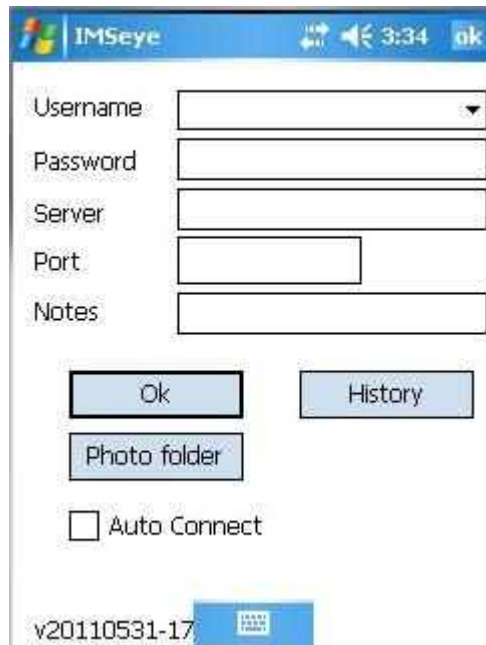 IMSeye 3:34 ok
Username
Password
Server
Port
Notes
Ok History
Photo folder
Auto Connect
v20110531-17